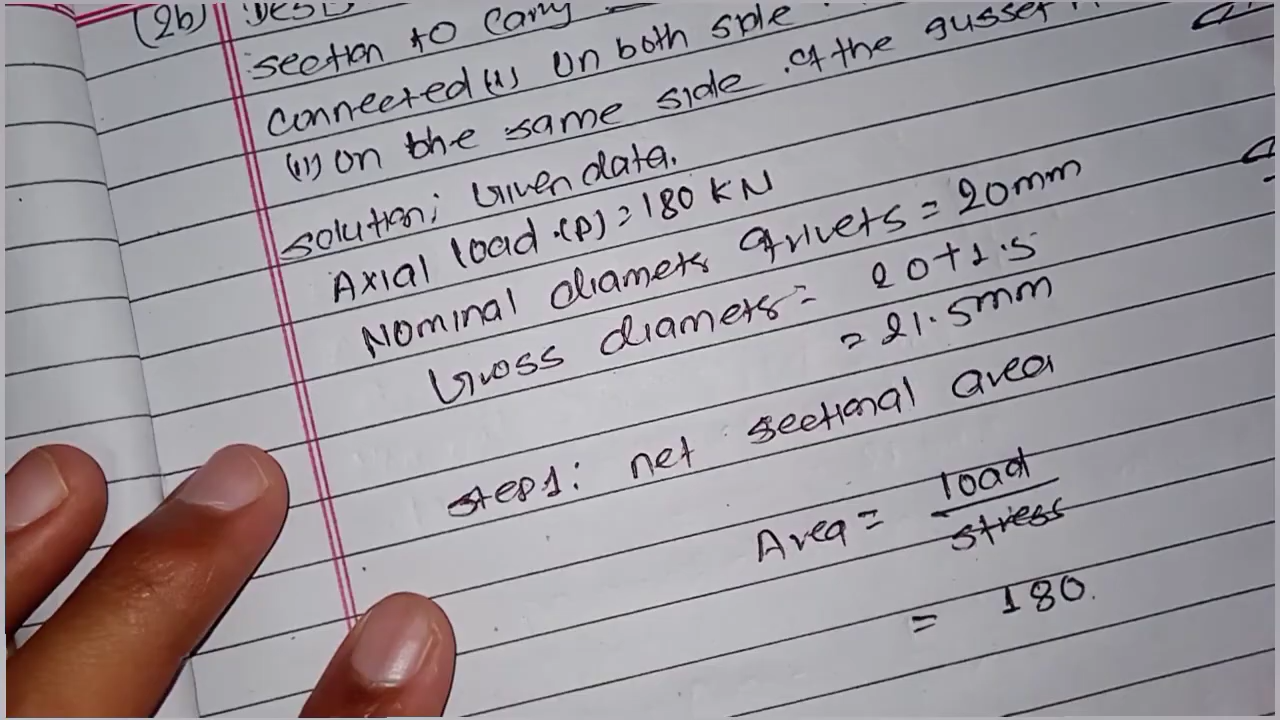 (2b)
section to carry
connected (i) on both side
(ii) on the same side of the gusset
solution; Given data.
Axial load (P) = 180 KN
Nominal diameter of rivets = 20mm
Gross diameter = 20+1.5
= 21.5mm
Step1: net sectional area
Area = load
stress
= 180